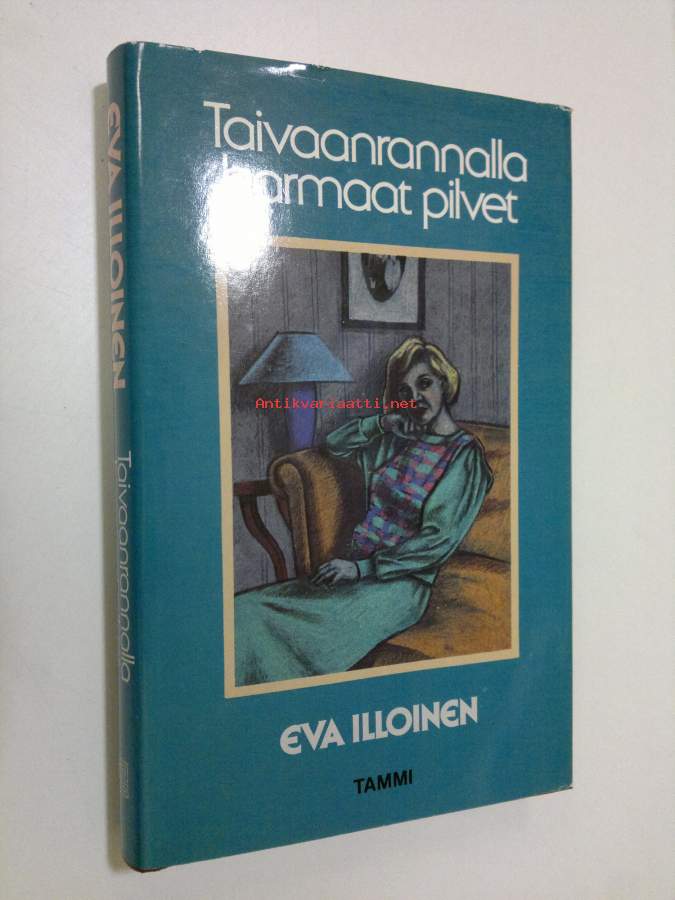 Taivaanrannalla
harmaat pilvet
EVA ILLOINEN
TAMMI
EVA ILLOINEN
Taivaanrannalla
Antikvariaatti.net